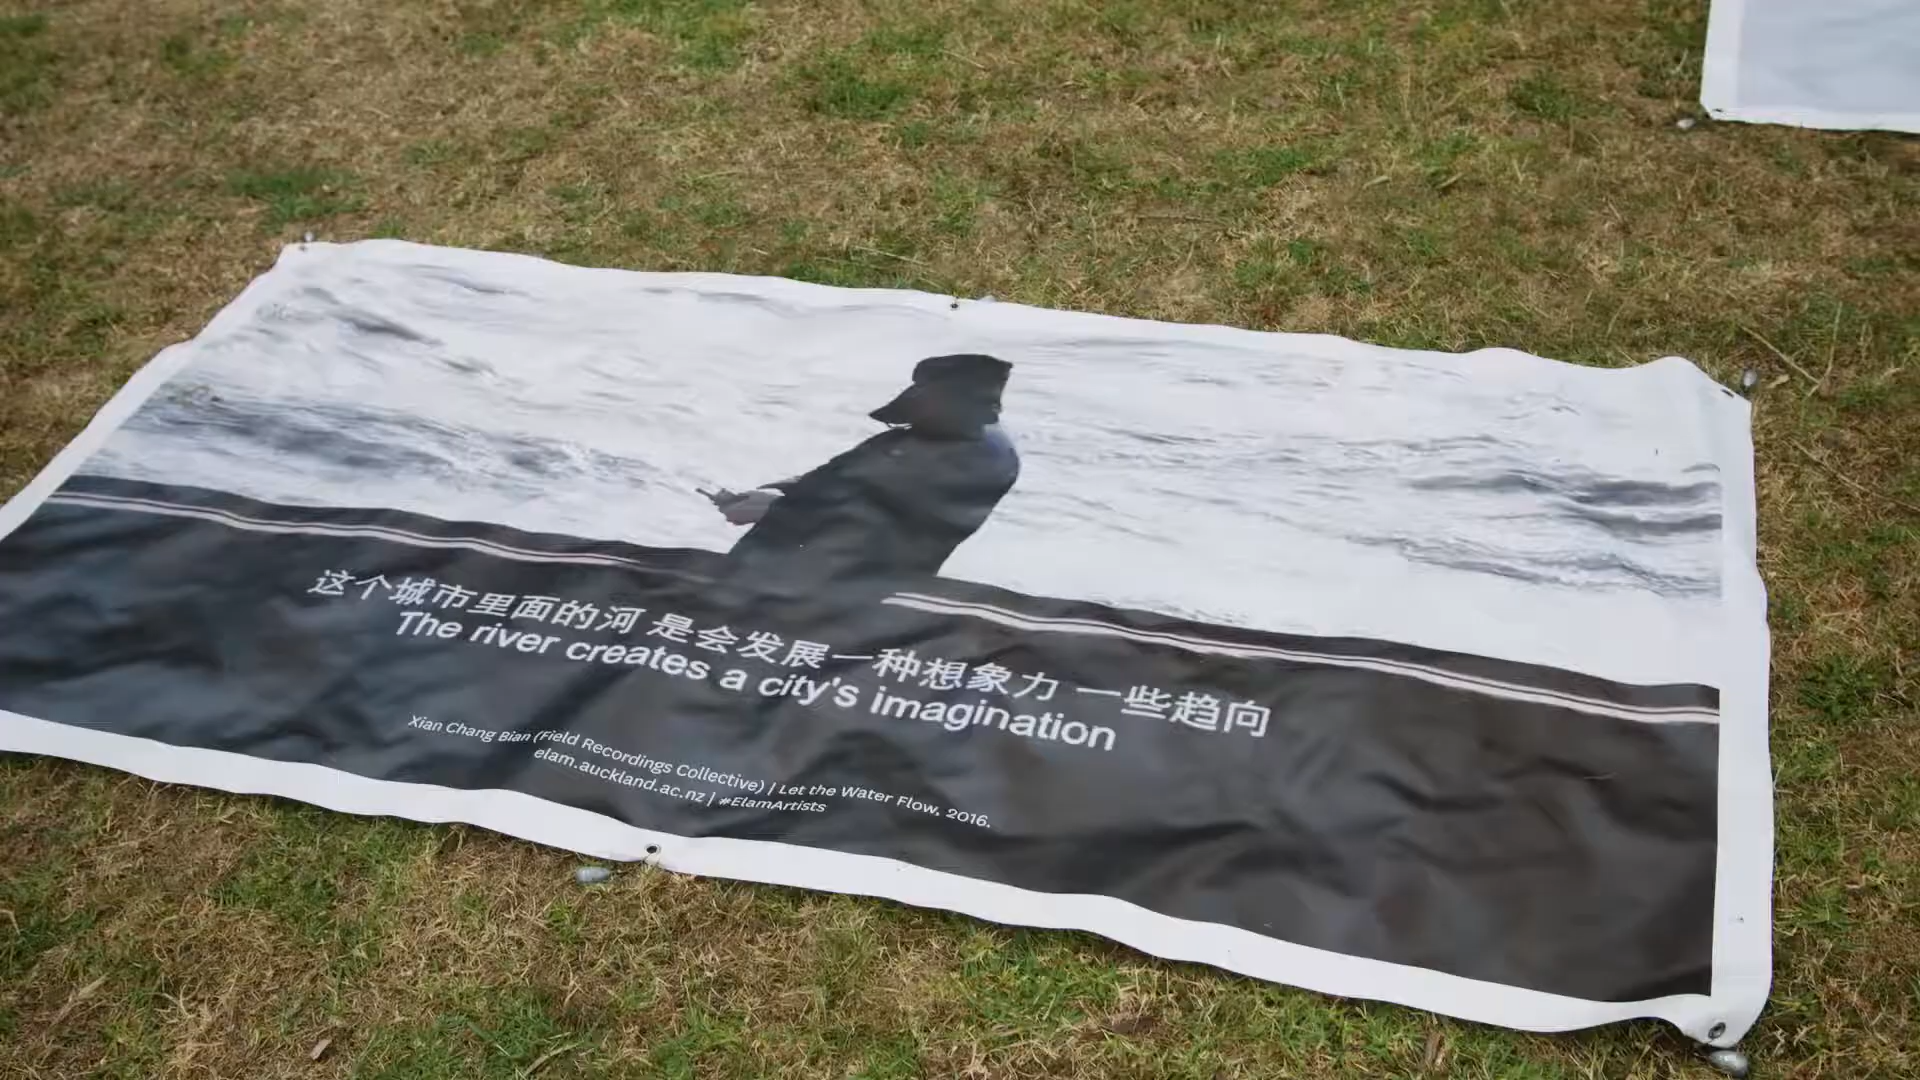 这个城市里面的河 是会发展一种想象力 一些趋向
The river creates a city's imagination
Xian Chang Bian (Field Recordings Collective) | Let the Water Flow, 2016.
elam.auckland.ac.nz | #ElamArtists